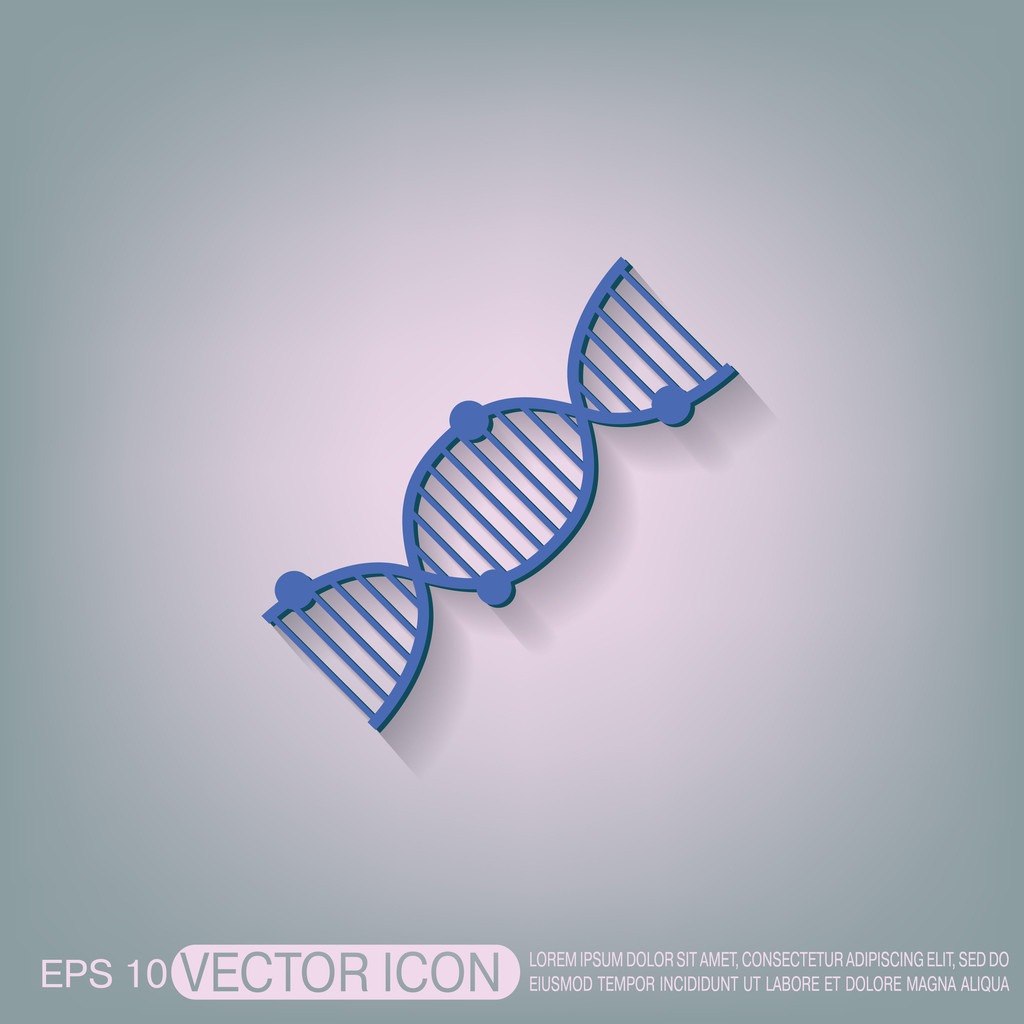 EPS 10 VECTOR ICON
LOREM IPSUM DOLOR SIT AMET, CONSECTETUR ADIPISCING ELIT, SED DO
EIUSMOD TEMPOR INCIDIDUNT UT LABORE ET DOLORE MAGNA ALIQUA